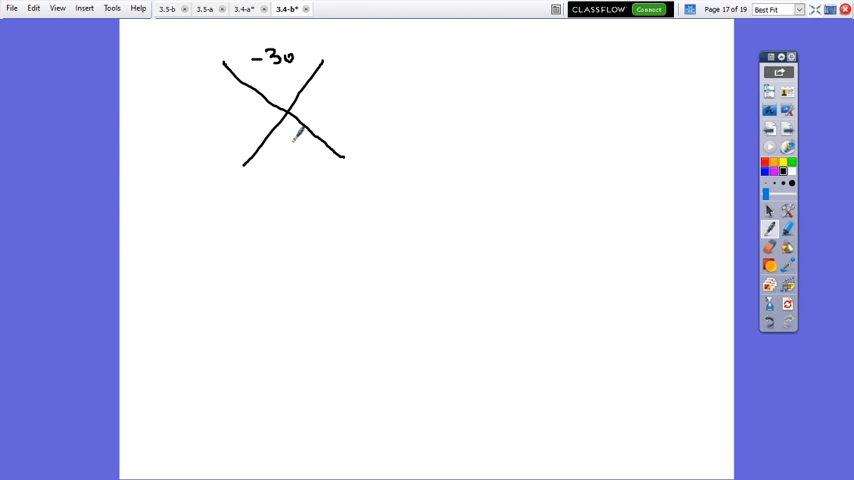 File Edit View Insert Tools Help 3.5-b 3.5-a 3.4-a* 3.4-b* CLASSFLOW Connect Page 17 of 19 Best Fit
-30